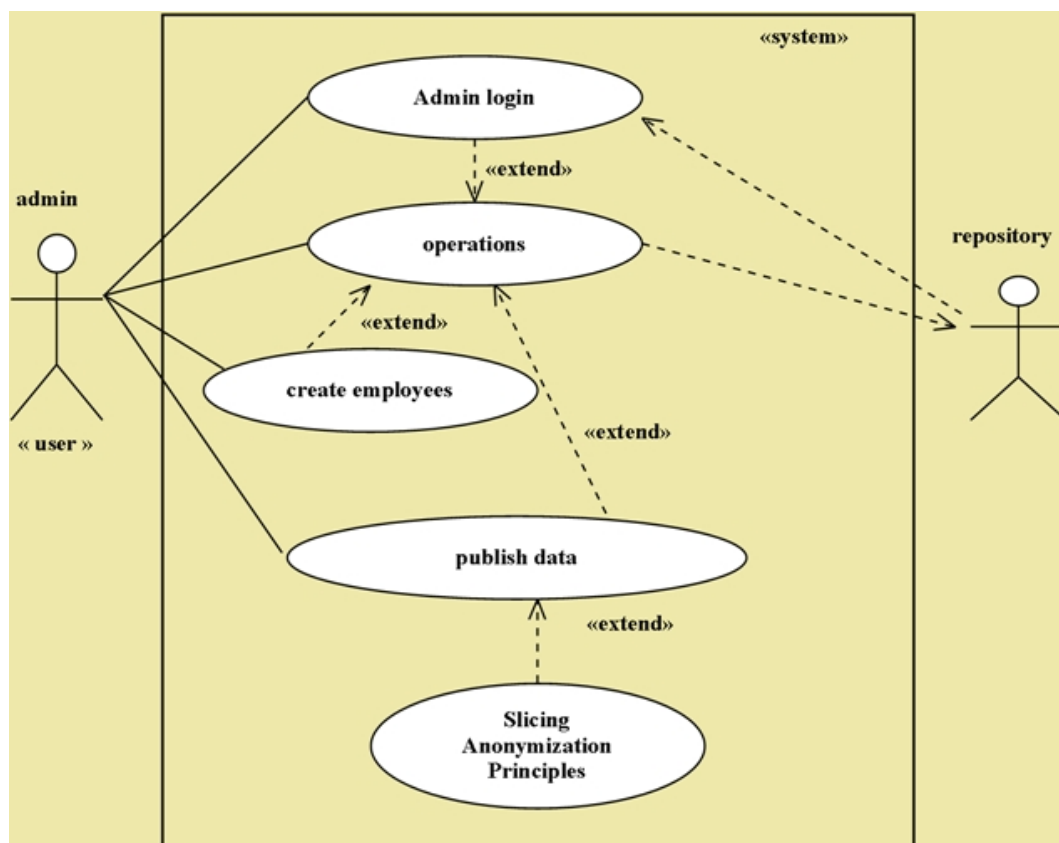 «system»
Admin login
«extend»
admin
operations
repository
«extend»
create employees
«extend»
« user »
publish data
«extend»
Slicing
Anonymization
Principles